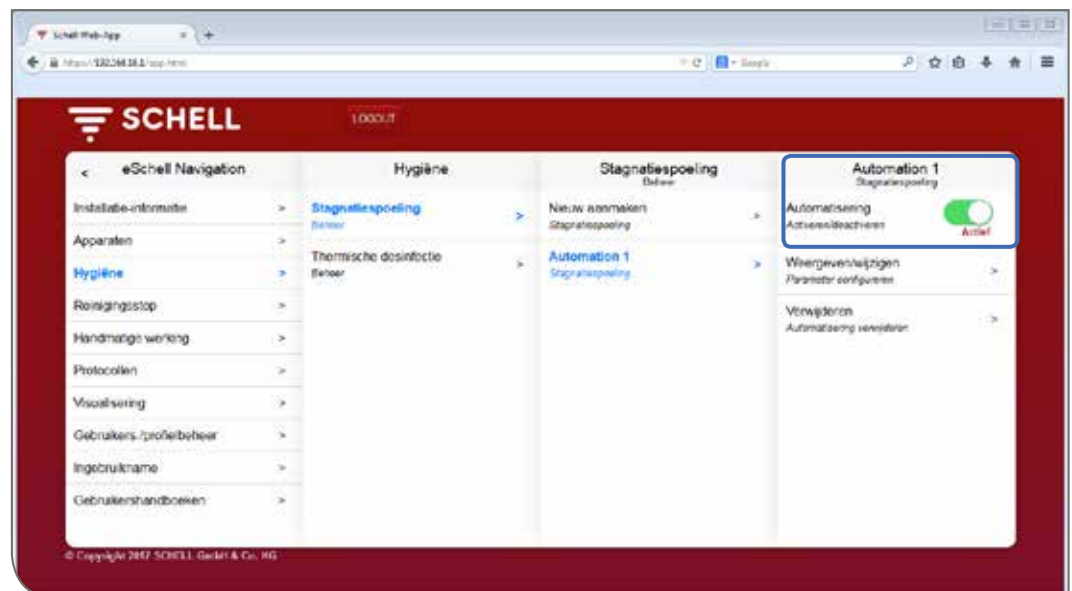 Schell Web-App
SCHELL
LOGOUT
eSchell Navigation
Installatie-informatie
Apparaten
Hygiëne
Reinigingsstop
Handmatige werking
Protocollen
Visualisering
Gebruikers-/profielbeheer
Ingebruikname
Gebruikershandboeken
Hygiëne
Stagnatiespoeling
Beheer
Thermische desinfectie
Beheer
Stagnatiespoeling
Beheer
Nieuw aanmaken
Stagnatiespoeling
Automation 1
Stagnatiespoeling
Automation 1
Stagnatiespoeling
Automatisering
Activeren/deactiveren
Actief
Weergeven/wijzigen
Parameter configureren
Verwijderen
Automatisering verwijderen
© Copyright 2017 SCHELL GmbH & Co. KG